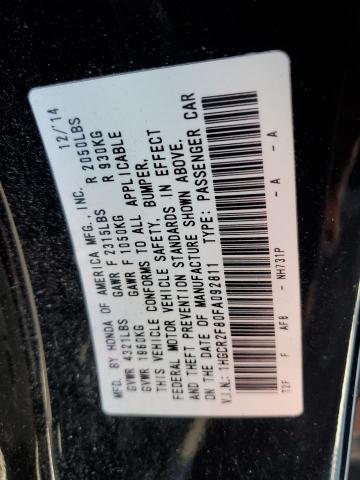 MFD. BY HONDA OF AMERICA MFG., INC. 12/'14
GVWR 4321LBS GAWR F 2315LBS R 2050LBS
GVWR 1960KG GAWR F 1050KG R 930KG
THIS VEHICLE CONFORMS TO ALL APPLICABLE
FEDERAL MOTOR VEHICLE SAFETY, BUMPER,
AND THEFT PREVENTION STANDARDS IN EFFECT
ON THE DATE OF MANUFACTURE SHOWN ABOVE.
V.I.N.: 1HGCR2F80FA092811 TYPE: PASSENGER CAR
T2F F AFB - NH731P - A - A